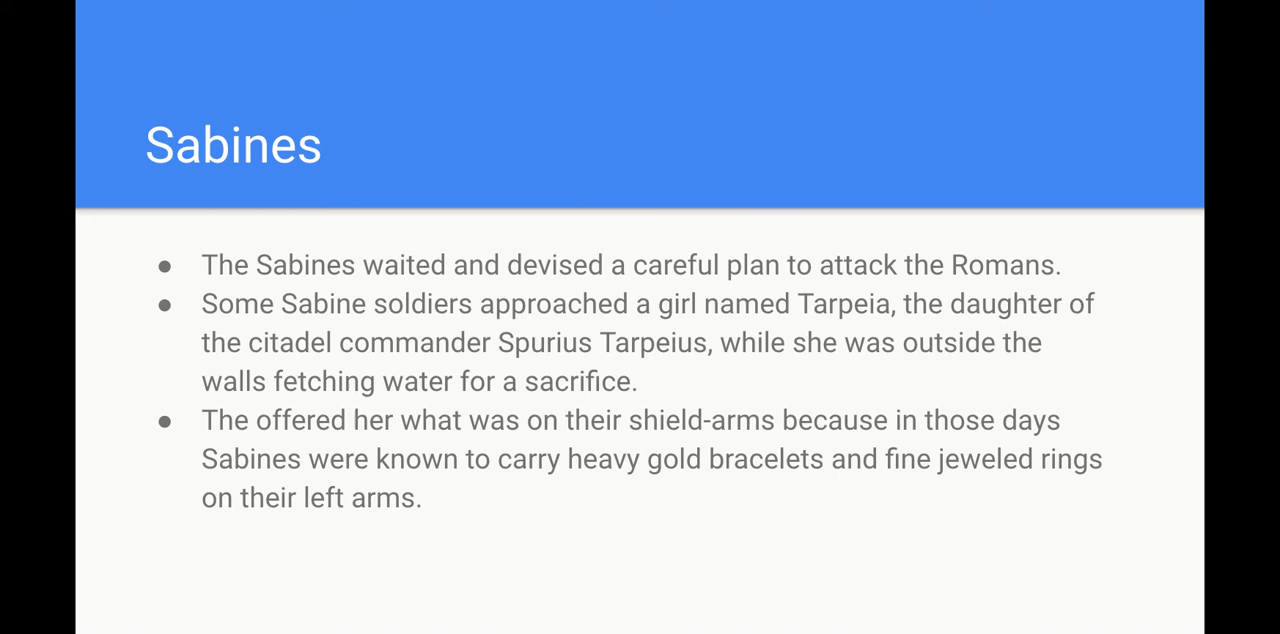 Sabines
● The Sabines waited and devised a careful plan to attack the Romans.
● Some Sabine soldiers approached a girl named Tarpeia, the daughter of
the citadel commander Spurius Tarpeius, while she was outside the
walls fetching water for a sacrifice.
● The offered her what was on their shield-arms because in those days
Sabines were known to carry heavy gold bracelets and fine jeweled rings
on their left arms.